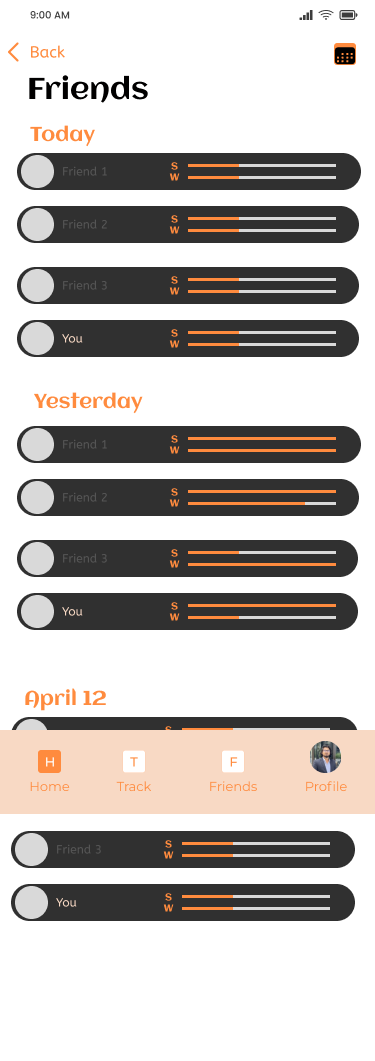 9:00 AM
Back
Friends
Today
Friend 1 S
W
Friend 2 S
W
Friend 3 S
W
You S
W
Yesterday
Friend 1 S
W
Friend 2 S
W
Friend 3 S
W
You S
W
April 12
H T F
Home Track Friends Profile
Friend 3 S
W
You S
W